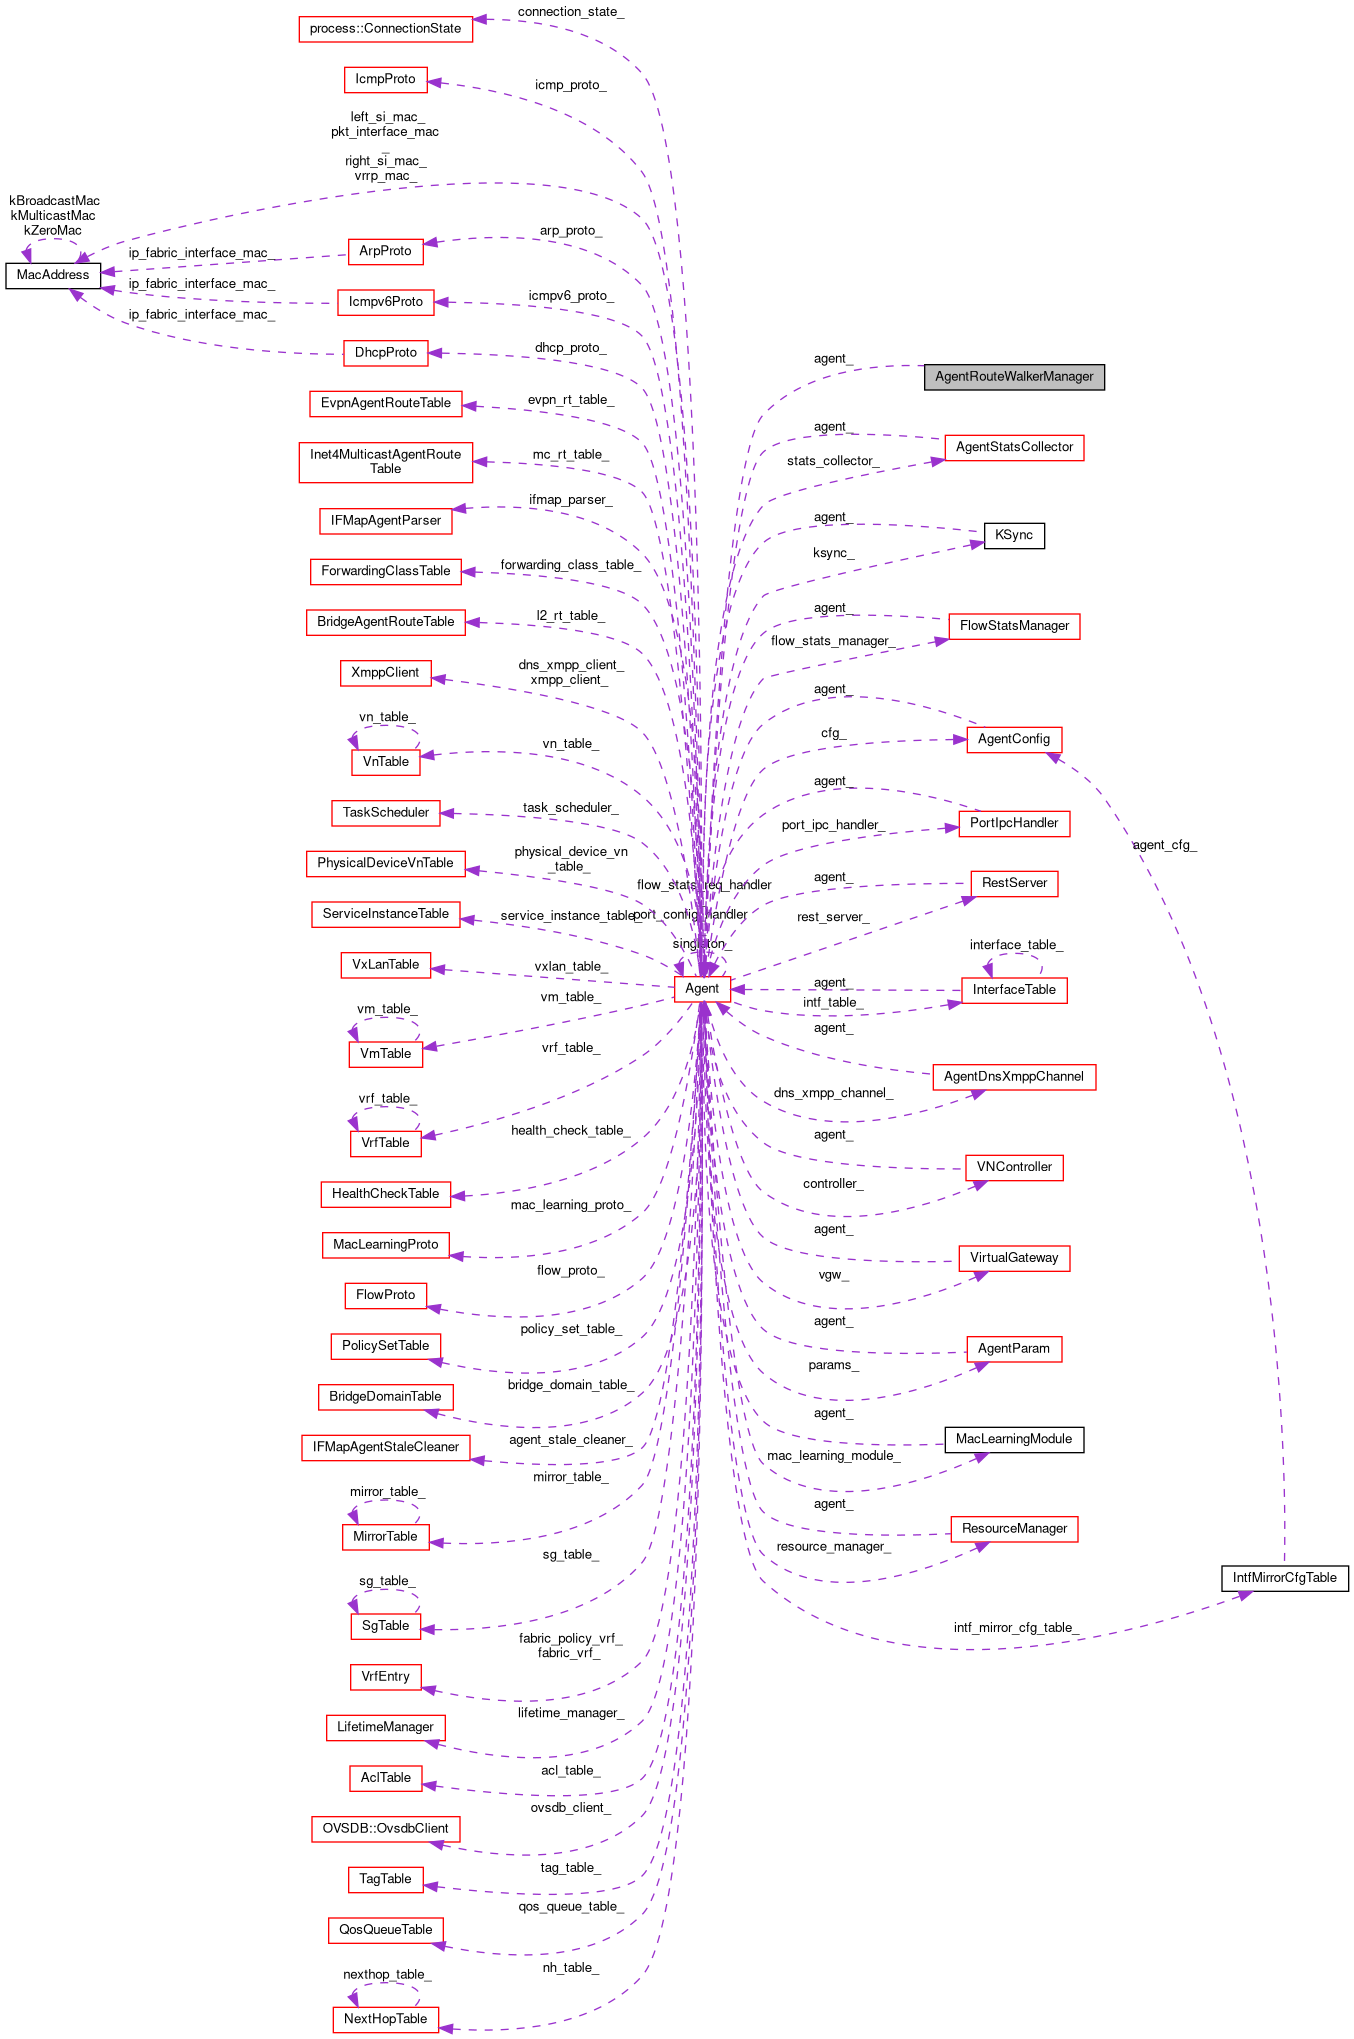 connection_state_
process::ConnectionState
IcmpProto
icmp_proto_
left_si_mac_
pkt_interface_mac
_
right_si_mac_
vrrp_mac_
kBroadcastMac
kMulticastMac
kZeroMac
MacAddress
ip_fabric_interface_mac_
ArpProto
arp_proto_
ip_fabric_interface_mac_
Icmpv6Proto
icmpv6_proto_
ip_fabric_interface_mac_
DhcpProto
dhcp_proto_
EvpnAgentRouteTable
evpn_rt_table_
Inet4MulticastAgentRoute
Table
mc_rt_table_
IFMapAgentParser
ifmap_parser_
ForwardingClassTable
forwarding_class_table_
BridgeAgentRouteTable
l2_rt_table_
XmppClient
dns_xmpp_client_
xmpp_client_
vn_table_
VnTable
vn_table_
TaskScheduler
task_scheduler_
PhysicalDeviceVnTable
physical_device_vn
_table_
ServiceInstanceTable
service_instance_table_
VxLanTable
vxlan_table_
vm_table_
VmTable
vm_table_
vrf_table_
VrfTable
vrf_table_
HealthCheckTable
health_check_table_
MacLearningProto
mac_learning_proto_
FlowProto
flow_proto_
PolicySetTable
policy_set_table_
BridgeDomainTable
bridge_domain_table_
IFMapAgentStaleCleaner
agent_stale_cleaner_
mirror_table_
MirrorTable
mirror_table_
sg_table_
SgTable
sg_table_
VrfEntry
fabric_policy_vrf_
fabric_vrf_
LifetimeManager
lifetime_manager_
AclTable
acl_table_
OVSDB::OvsdbClient
ovsdb_client_
TagTable
tag_table_
QosQueueTable
qos_queue_table_
nexthop_table_
NextHopTable
nh_table_
flow_stats_req_handler
port_config_handler
singleton_
Agent
agent_
AgentRouteWalkerManager
agent_
stats_collector_
AgentStatsCollector
agent_
ksync_
KSync
agent_
flow_stats_manager_
FlowStatsManager
agent_
cfg_
AgentConfig
agent_
port_ipc_handler_
PortIpcHandler
agent_cfg_
agent_
rest_server_
RestServer
interface_table_
agent_
intf_table_
InterfaceTable
agent_
dns_xmpp_channel_
AgentDnsXmppChannel
agent_
controller_
VNController
agent_
vgw_
VirtualGateway
agent_
params_
AgentParam
agent_
mac_learning_module_
MacLearningModule
agent_
resource_manager_
ResourceManager
intf_mirror_cfg_table_
IntfMirrorCfgTable